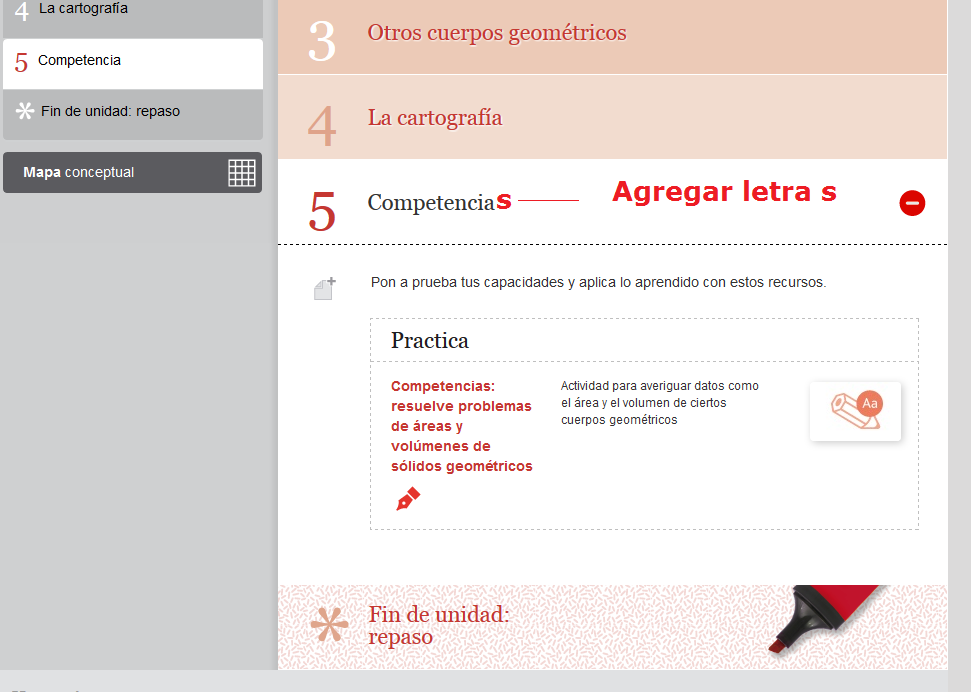 4 La cartografía
5 Competencia
* Fin de unidad: repaso
Mapa conceptual
3 Otros cuerpos geométricos
4 La cartografía
5 Competencias Agregar letra s
Pon a prueba tus capacidades y aplica lo aprendido con estos recursos.
Practica
Competencias:
resuelve problemas
de áreas y
volúmenes de
sólidos geométricos
Actividad para averiguar datos como
el área y el volumen de ciertos
cuerpos geométricos
Aa
* Fin de unidad:
repaso